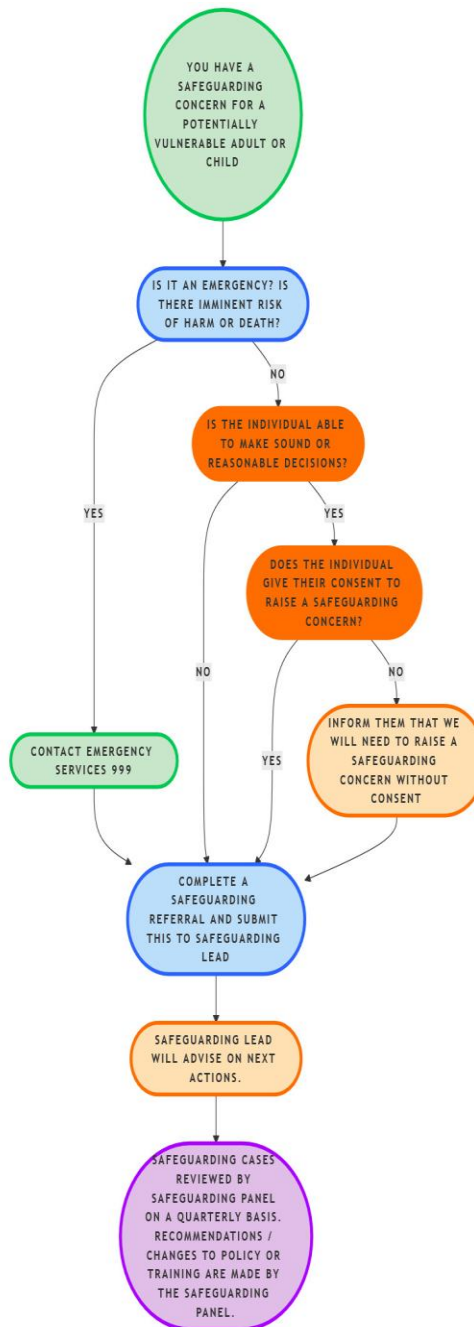 YOU HAVE A
SAFEGUARDING
CONCERN FOR A
POTENTIALLY
VULNERABLE ADULT OR
CHILD
IS IT AN EMERGENCY? IS
THERE IMMINENT RISK
OF HARM OR DEATH?
NO
IS THE INDIVIDUAL ABLE
TO MAKE SOUND OR
REASONABLE DECISIONS?
YES
YES
DOES THE INDIVIDUAL
GIVE THEIR CONSENT TO
RAISE A SAFEGUARDING
CONCERN?
NO
NO
INFORM THEM THAT WE
WILL NEED TO RAISE A
SAFEGUARDING
CONCERN WITHOUT
CONSENT
CONTACT EMERGENCY
SERVICES 999
YES
COMPLETE A
SAFEGUARDING
REFERRAL AND SUBMIT
THIS TO SAFEGUARDING
LEAD
SAFEGUARDING LEAD
WILL ADVISE ON NEXT
ACTIONS.
SAFEGUARDING CASES
REVIEWED BY
SAFEGUARDING PANEL
ON A QUARTERLY BASIS.
RECOMMENDATIONS /
CHANGES TO POLICY OR
TRAINING ARE MADE BY
THE SAFEGUARDING
PANEL.